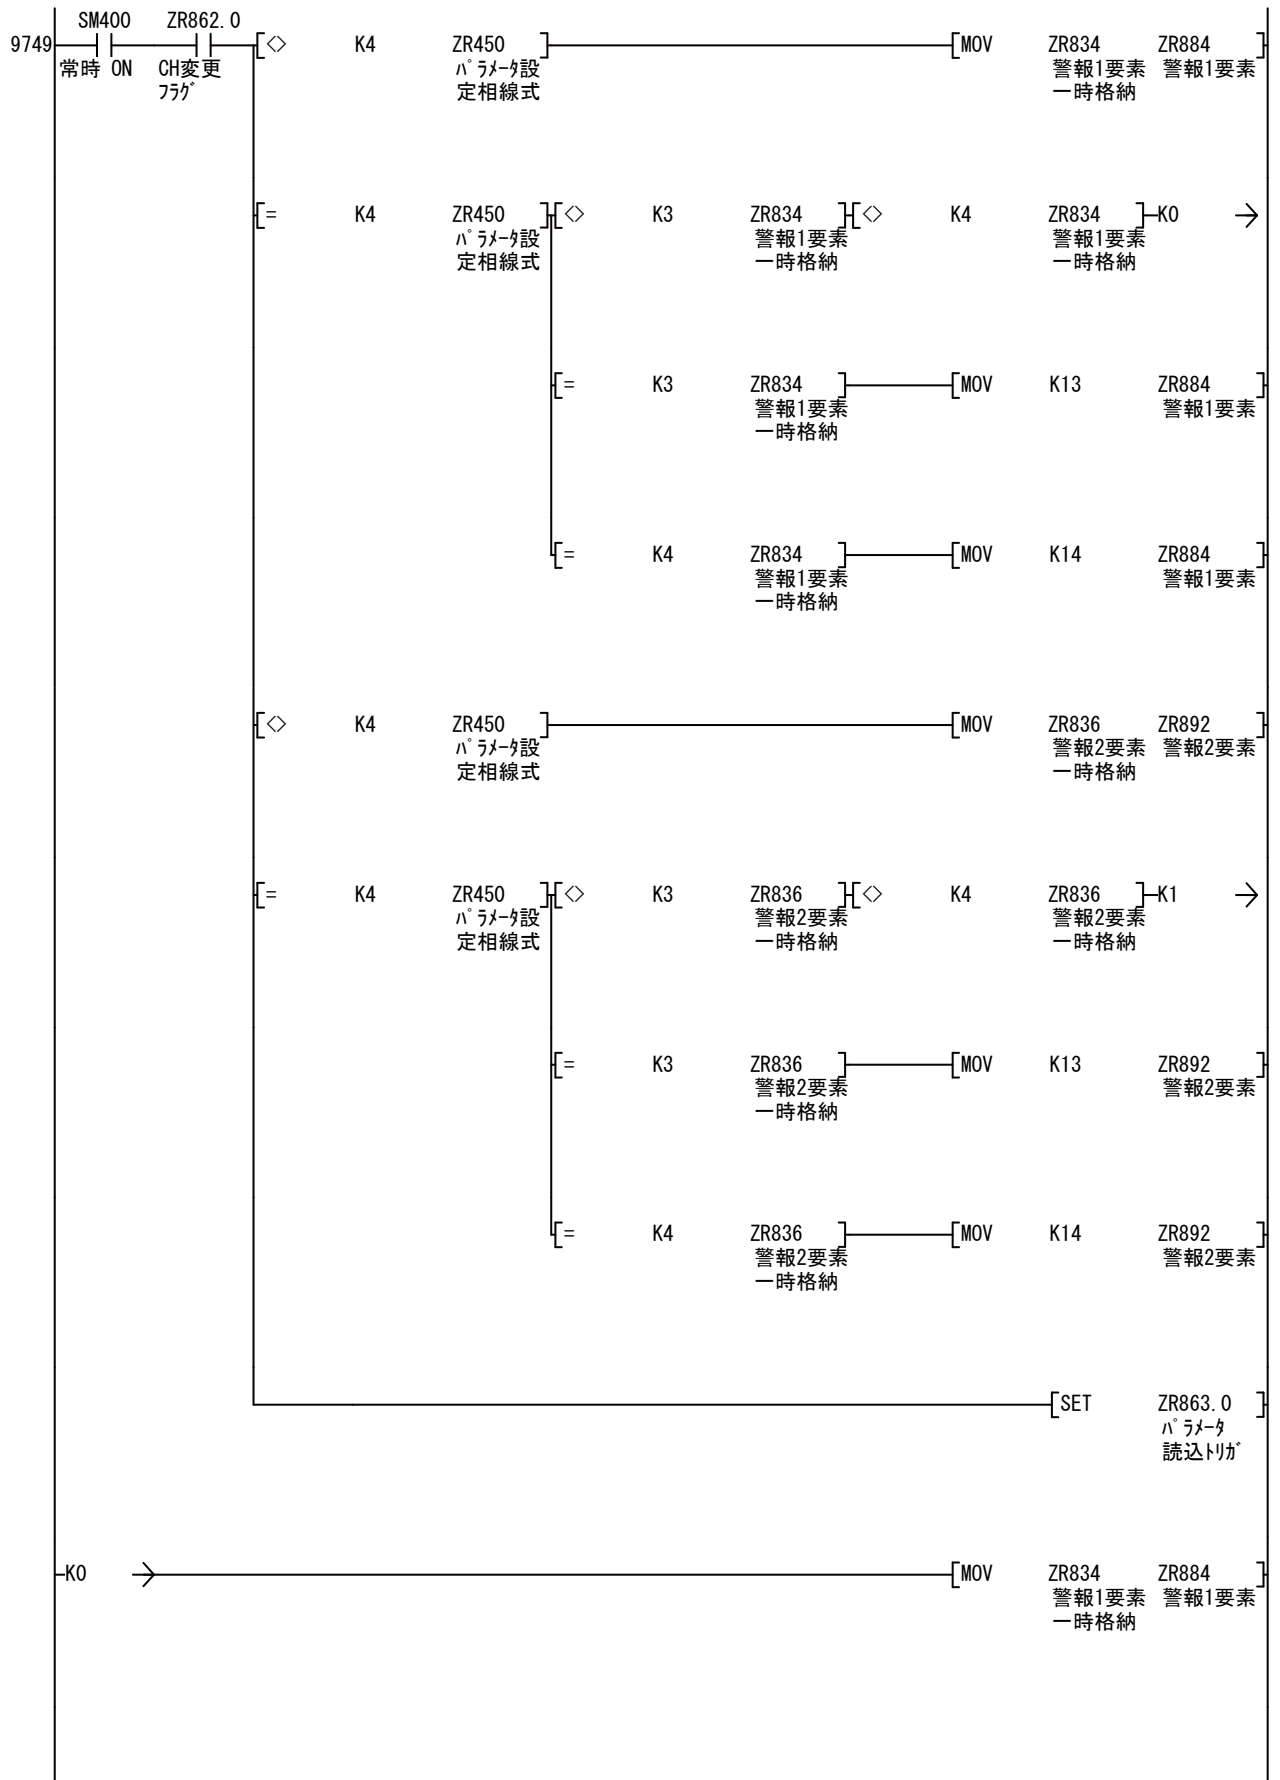 SM400 ZR862.0
9749 [<> K4 ZR450 ] [MOV ZR834 ZR884 ]
常時 ON CH変更 パラメータ設 警報1要素 警報1要素
フラグ 定相線式 一時格納
[= K4 ZR450 ] [<> K3 ZR834 ] [<> K4 ZR834 ] K0
パラメータ設 警報1要素 警報1要素
定相線式 一時格納 一時格納
[= K3 ZR834 ] [MOV K13 ZR884 ]
警報1要素 警報1要素
一時格納
[= K4 ZR834 ] [MOV K14 ZR884 ]
警報1要素 警報1要素
一時格納
[<> K4 ZR450 ] [MOV ZR836 ZR892 ]
パラメータ設 警報2要素 警報2要素
定相線式 一時格納
[= K4 ZR450 ] [<> K3 ZR836 ] [<> K4 ZR836 ] K1
パラメータ設 警報2要素 警報2要素
定相線式 一時格納 一時格納
[= K3 ZR836 ] [MOV K13 ZR892 ]
警報2要素 警報2要素
一時格納
[= K4 ZR836 ] [MOV K14 ZR892 ]
警報2要素 警報2要素
一時格納
[SET ZR863.0 ]
パラメータ
読込トリガ
K0 [MOV ZR834 ZR884 ]
警報1要素 警報1要素
一時格納